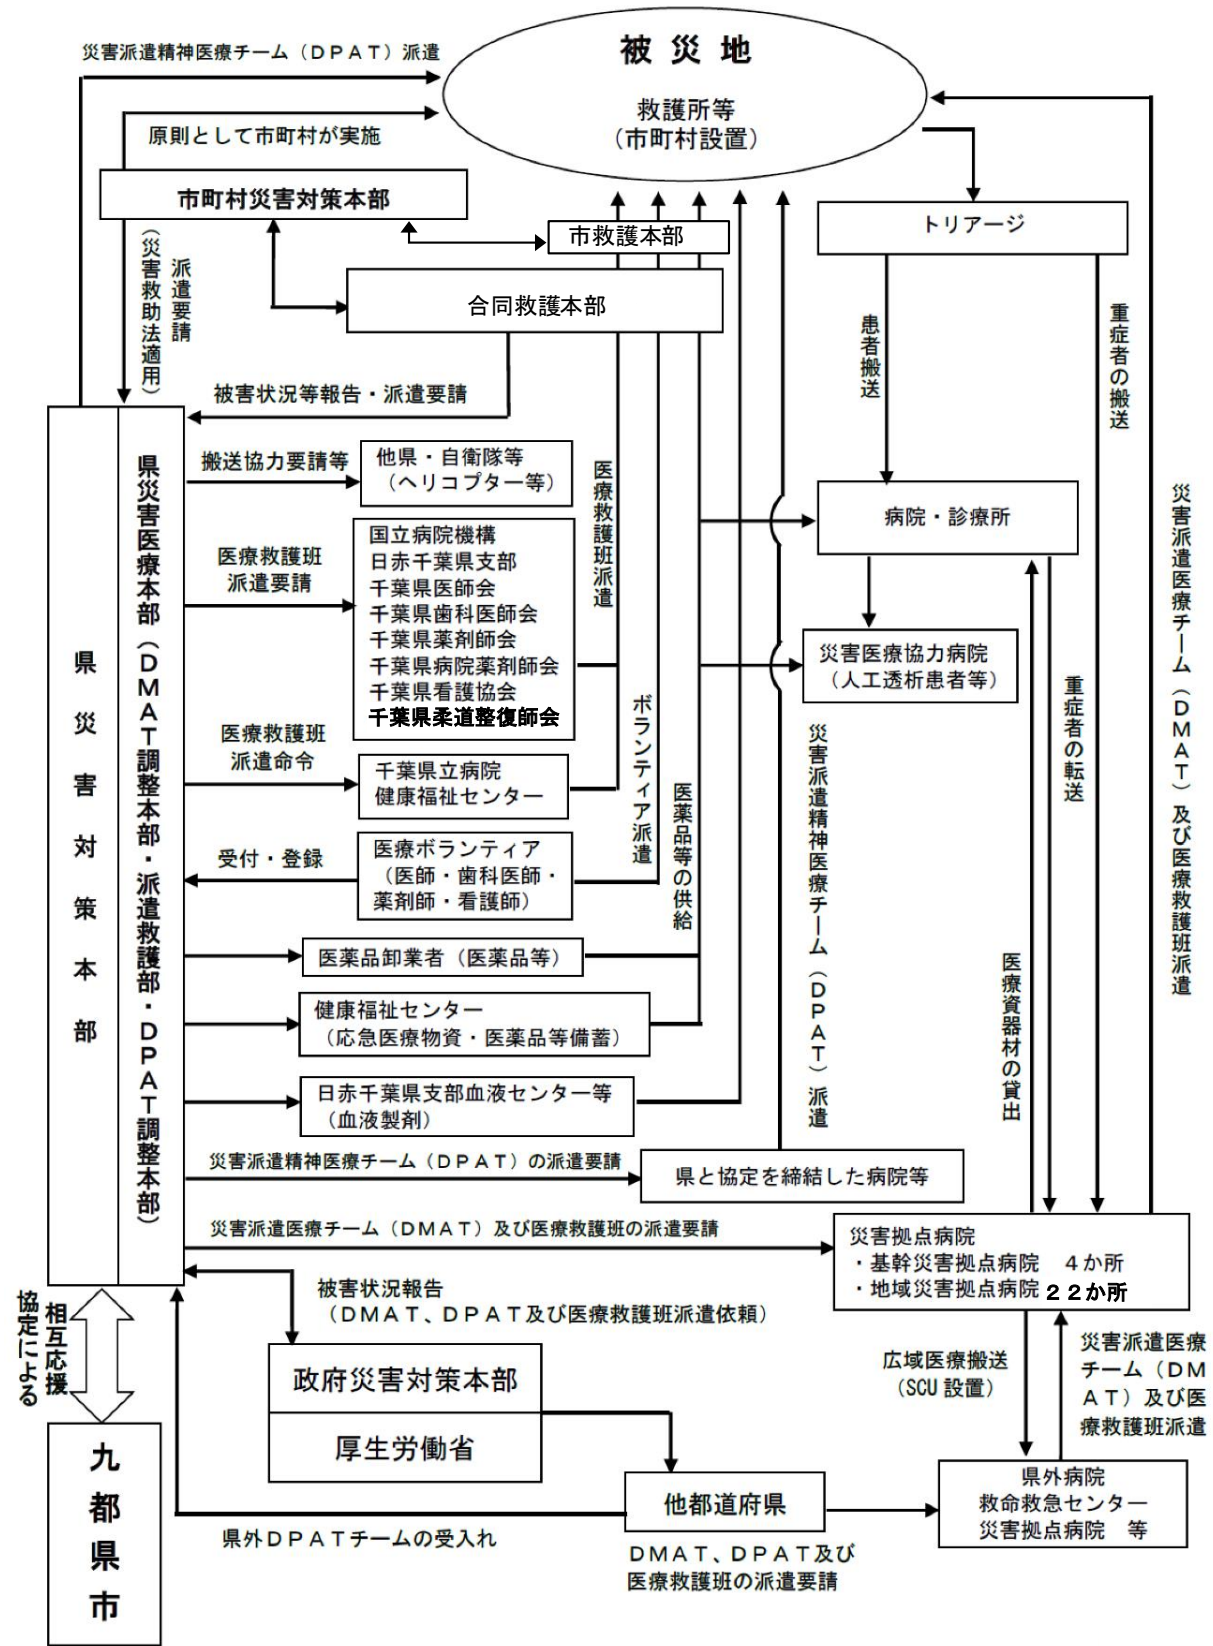 災害派遣精神医療チーム（ＤＰＡＴ）派遣
被 災 地
救護所等
（市町村設置）
原則として市町村が実施
市町村災害対策本部
市救護本部
トリアージ
派遣要請
（災害救助法適用）
合同救護本部
患者搬送
重症者の搬送
被害状況等報告・派遣要請
県災害対策本部
県災害医療本部（ＤＭＡＴ調整本部・派遣救護部・ＤＰＡＴ調整本部）
搬送協力要請等
他県・自衛隊等
（ヘリコプター等）
医療救護班派遣
病院・診療所
災害派遣医療チーム（ＤＭＡＴ）及び医療救護班派遣
医療救護班
派遣要請
国立病院機構
日赤千葉県支部
千葉県医師会
千葉県歯科医師会
千葉県薬剤師会
千葉県病院薬剤師会
千葉県看護協会
千葉県柔道整復師会
災害医療協力病院
（人工透析患者等）
重症者の転送
ボランティア派遣
災害派遣精神医療チーム（ＤＰＡＴ）派遣
医療救護班
派遣命令
千葉県立病院
健康福祉センター
医薬品等の供給
受付・登録
医療ボランティア
（医師・歯科医師・
薬剤師・看護師）
医薬品卸業者（医薬品等）
医療資器材の貸出
健康福祉センター
（応急医療物資・医薬品等備蓄）
日赤千葉県支部血液センター等
（血液製剤）
災害派遣精神医療チーム（ＤＰＡＴ）の派遣要請
県と協定を締結した病院等
災害派遣医療チーム（ＤＭＡＴ）及び医療救護班の派遣要請
災害拠点病院
・基幹災害拠点病院　４か所
・地域災害拠点病院 ２２か所
被害状況報告
（ＤＭＡＴ、ＤＰＡＴ及び医療救護班派遣依頼）
相互応援
協定による
政府災害対策本部
厚生労働省
広域医療搬送
（SCU 設置）
災害派遣医療
チーム（ＤＭ
ＡＴ）及び医
療救護班派遣
九都県市
他都道府県
県外病院
救命救急センター
災害拠点病院　等
県外ＤＰＡＴチームの受入れ
ＤＭＡＴ、ＤＰＡＴ及び
医療救護班の派遣要請